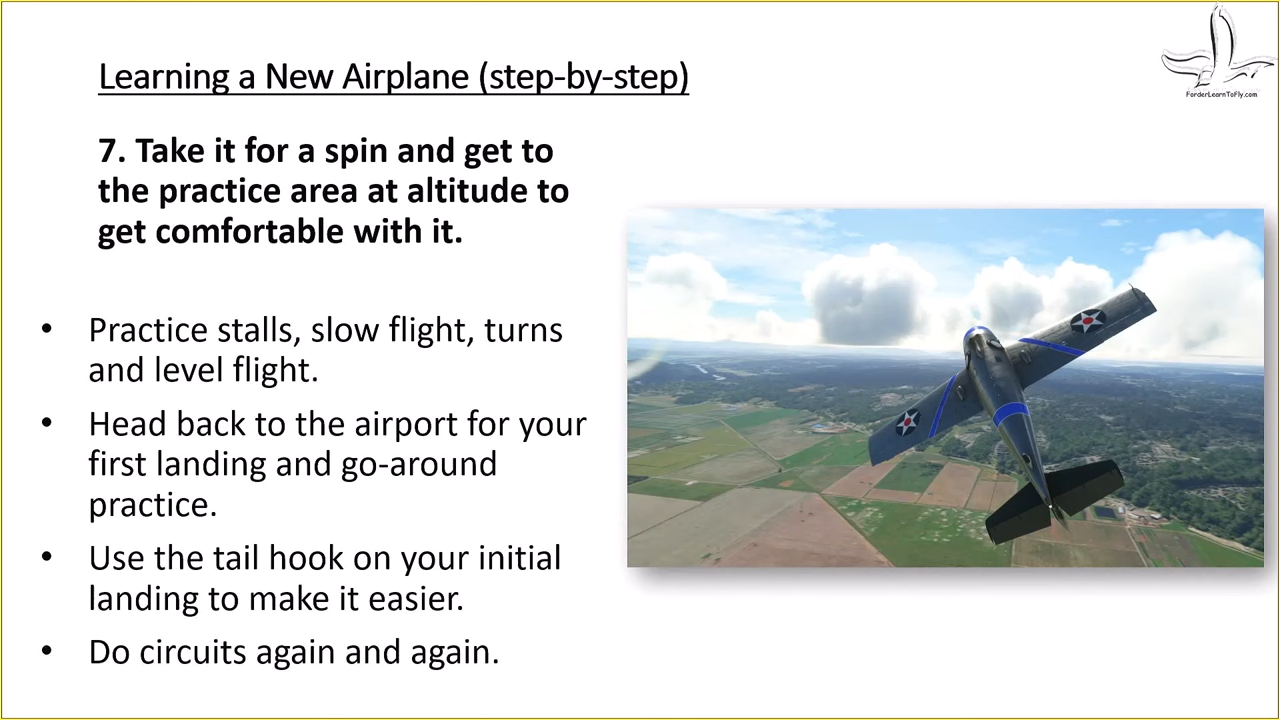 Learning a New Airplane (step-by-step)
ForderLearnToFly.com
7. Take it for a spin and get to
the practice area at altitude to
get comfortable with it.
• Practice stalls, slow flight, turns
and level flight.
• Head back to the airport for your
first landing and go-around
practice.
• Use the tail hook on your initial
landing to make it easier.
• Do circuits again and again.